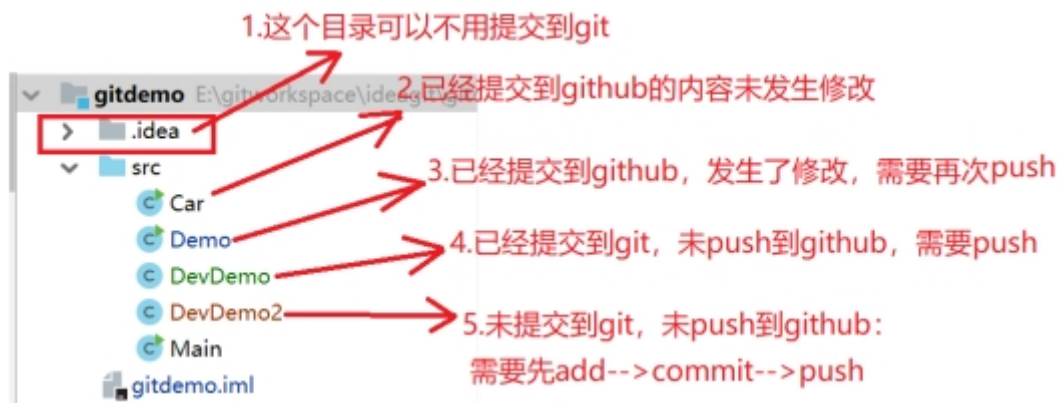 1.这个目录可以不用提交到git
gitdemo E:\gitworkspace\ideagit\
2.已经提交到github的内容未发生修改
.idea
src
3.已经提交到github，发生了修改，需要再次push
Car
Demo
4.已经提交到git，未push到github，需要push
DevDemo
DevDemo2
5.未提交到git，未push到github：
需要先add-->commit-->push
Main
gitdemo.iml